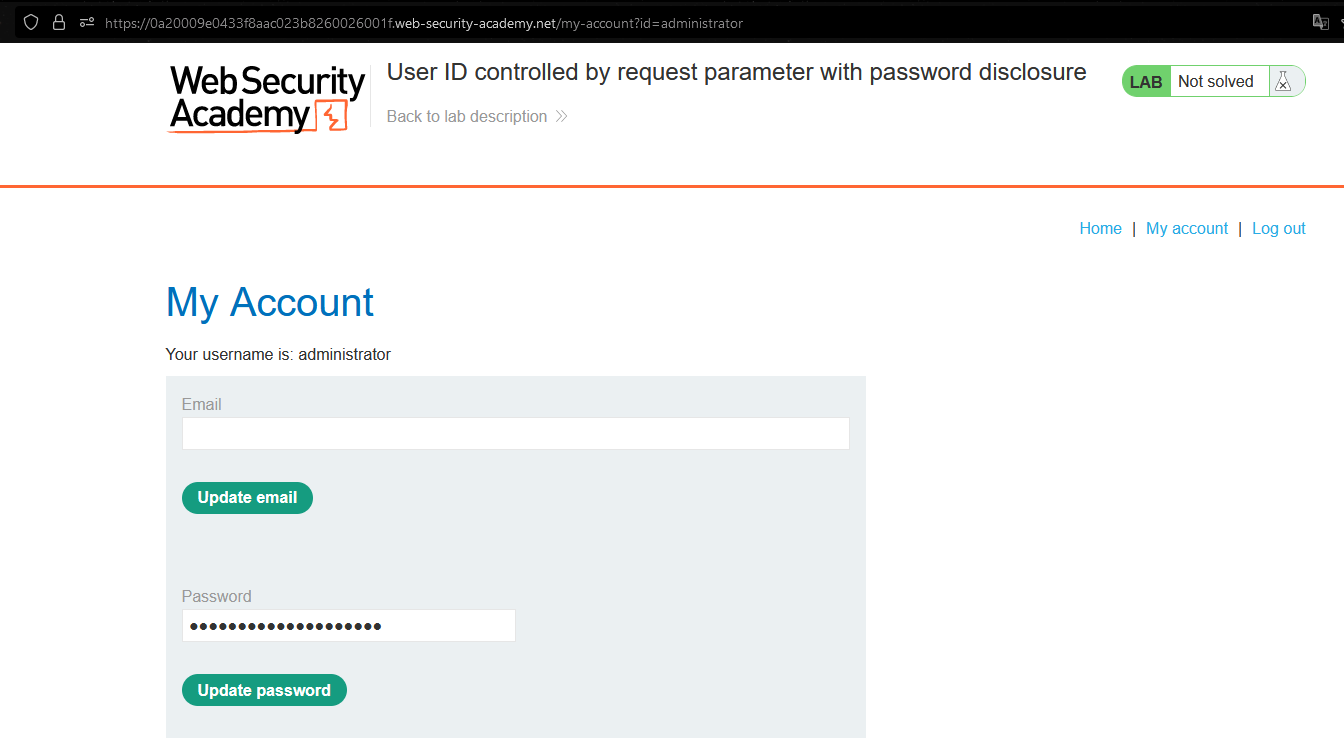 https://0a20009e0433f8aac023b8260026001f.web-security-academy.net/my-account?id=administrator
Web Security
Academy
User ID controlled by request parameter with password disclosure
Back to lab description
LAB Not solved
Home | My account | Log out
My Account
Your username is: administrator
Email
Update email
Password
●●●●●●●●●●●●●●●●●●●●
Update password